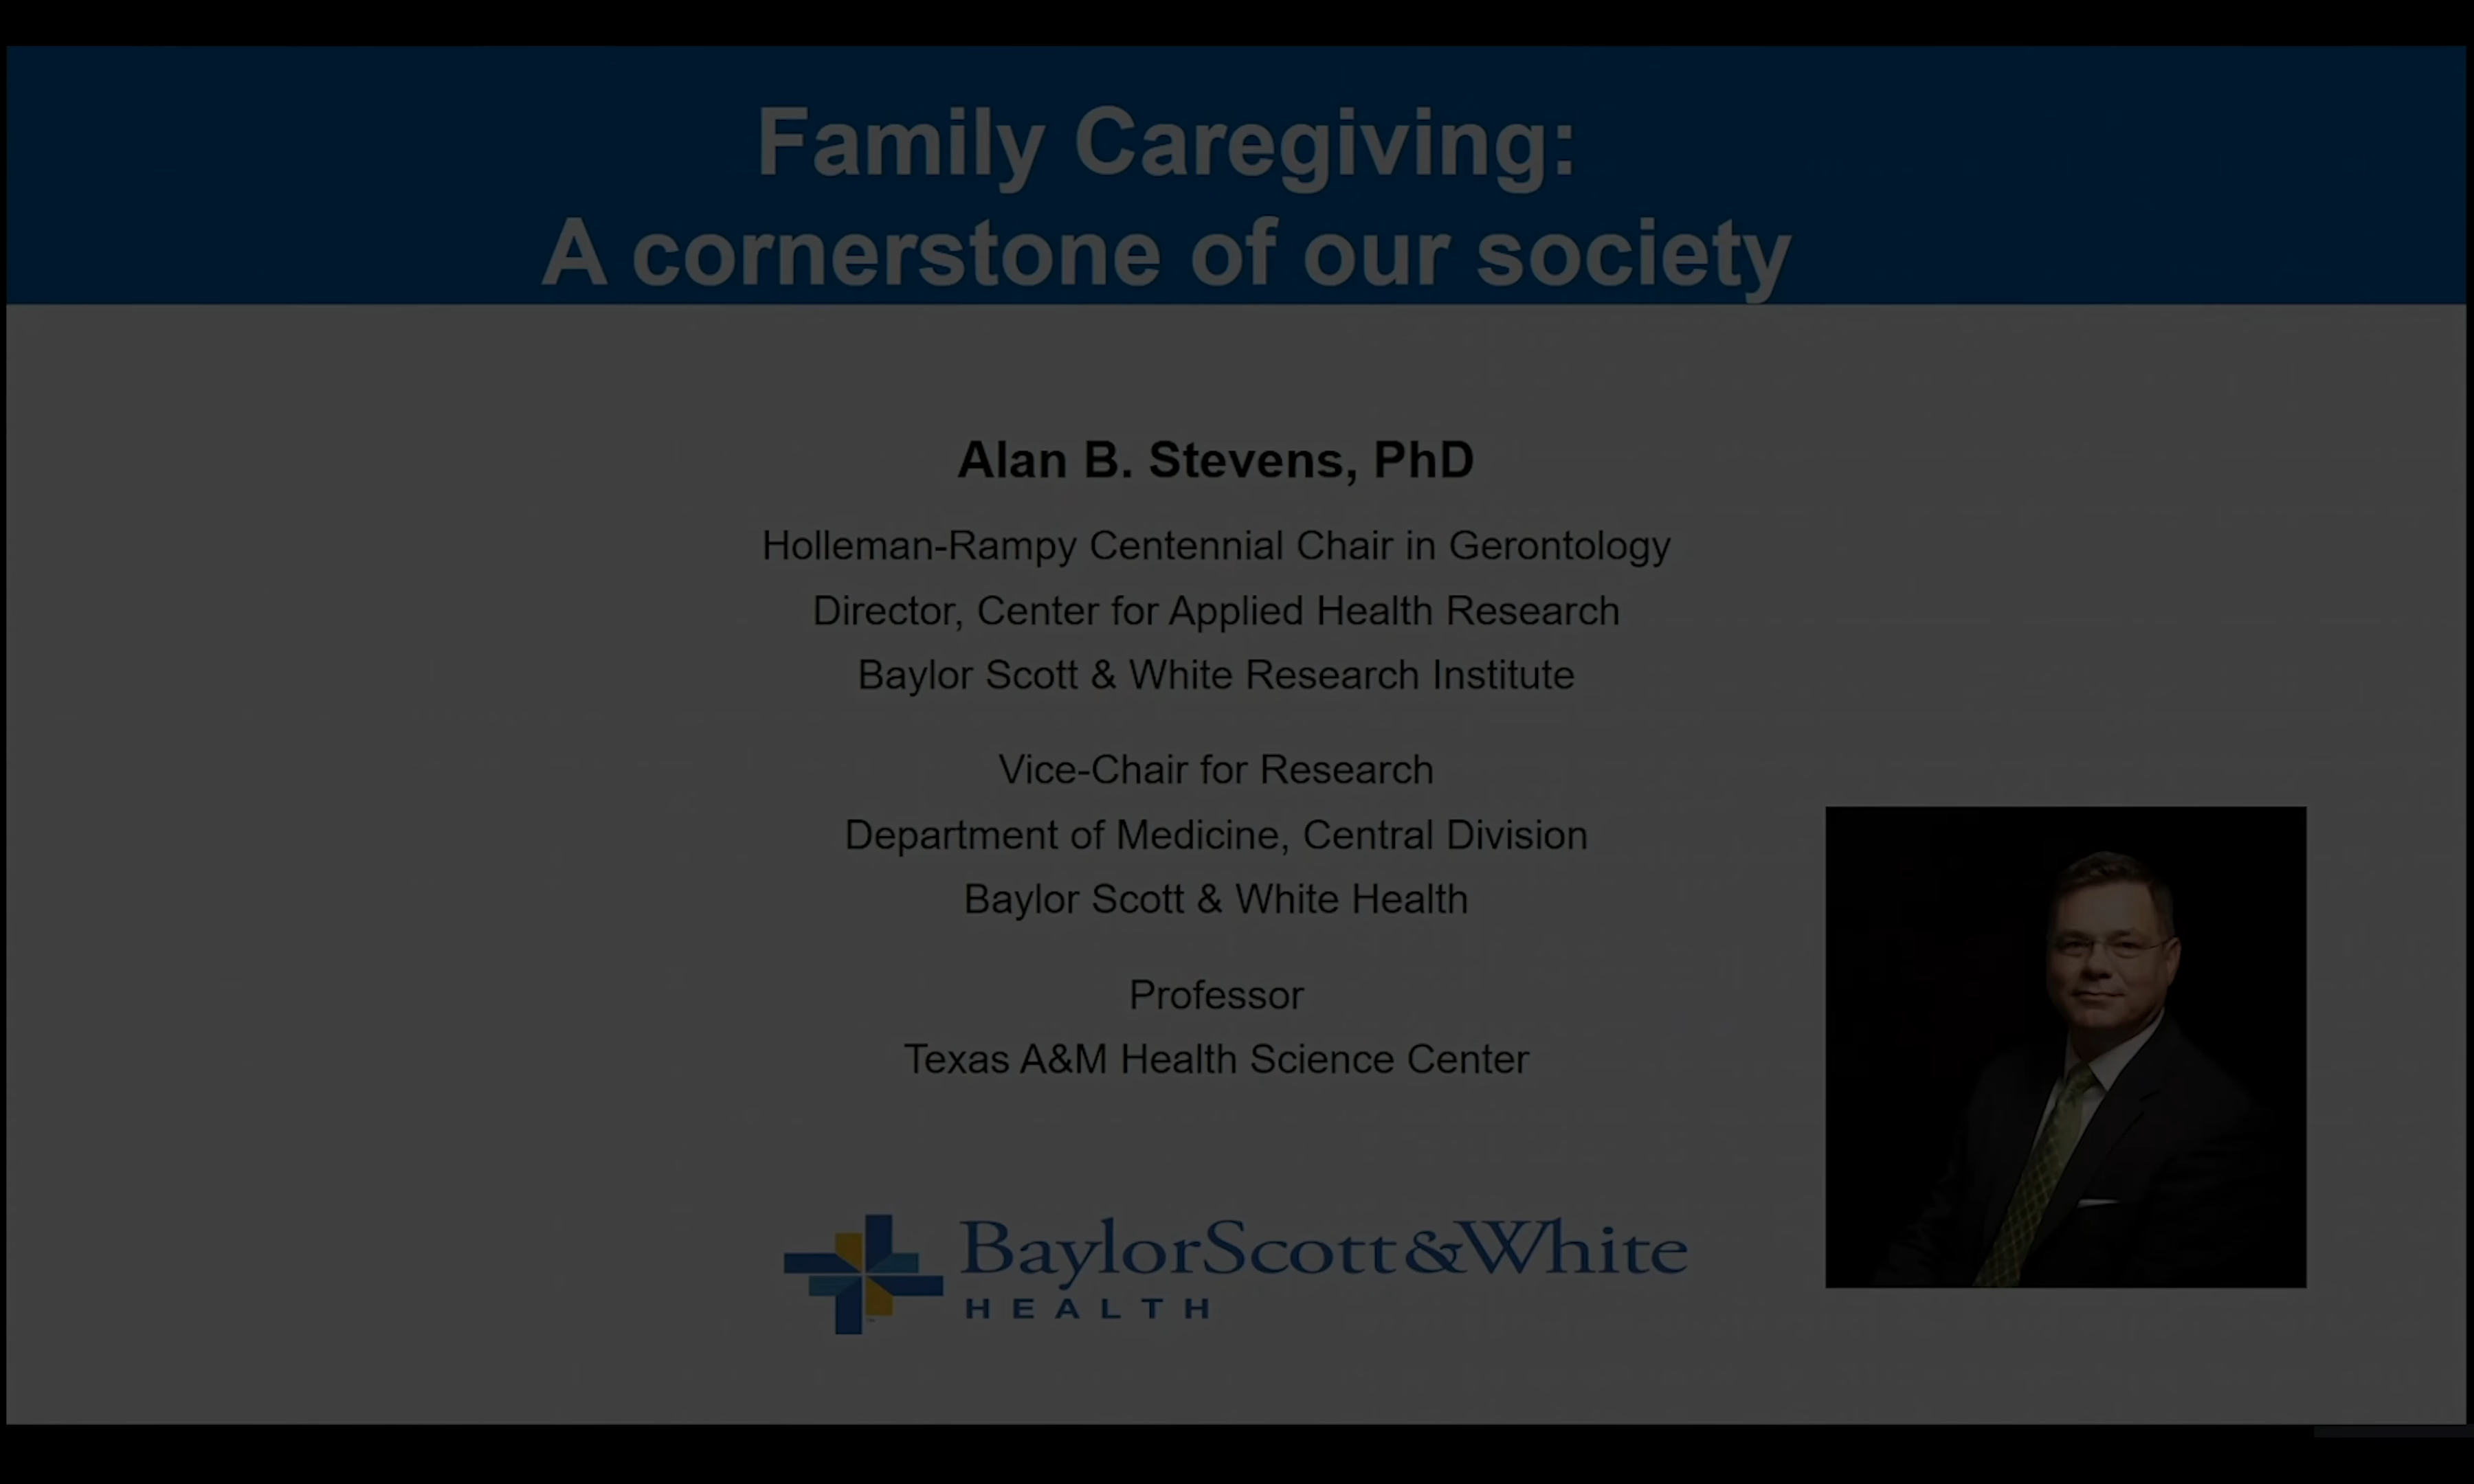 Family Caregiving:
A cornerstone of our society
Alan B. Stevens, PhD
Holleman-Rampy Centennial Chair in Gerontology
Director, Center for Applied Health Research
Baylor Scott & White Research Institute
Vice-Chair for Research
Department of Medicine, Central Division
Baylor Scott & White Health
Professor
Texas A&M Health Science Center
BaylorScott&White
HEALTH